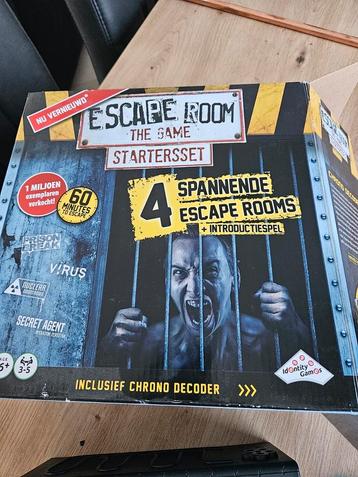 NU VERNIEUWD
ESCAPE ROOM
THE GAME
STARTERSSET
1 MILJOEN
exemplaren
verkocht!
60
MINUTES
TO ESCAPE
4 SPANNENDE
ESCAPE ROOMS
+ INTRODUCTIESPEL
PRISON
BREAK
VIRUS
NUCLEAR
COUNTDOWN
SECRET AGENT
3-5
INCLUSIEF CHRONO DECODER >>>
Identity
Games